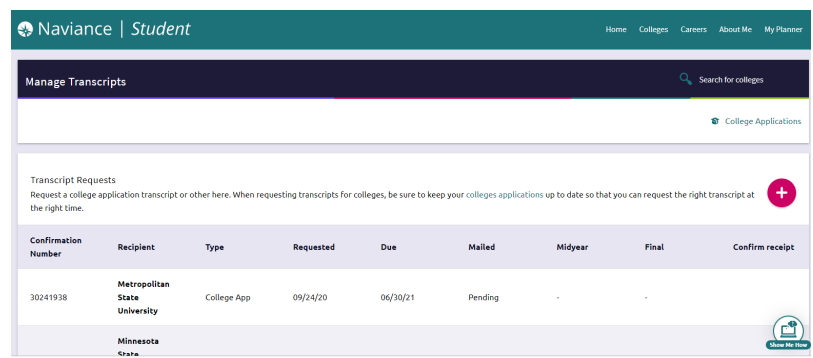 Naviance | Student
Home Colleges Careers About Me My Planner
Manage Transcripts
Search for colleges
College Applications
Transcript Requests
Request a college application transcript or other here. When requesting transcripts for colleges, be sure to keep your colleges applications up to date so that you can request the right transcript at
the right time.
Confirmation
Number Recipient Type Requested Due Mailed Midyear Final Confirm receipt
Metropolitan
30241938 State College App 09/24/20 06/30/21 Pending - -
University
Minnesota
State
Show Me How